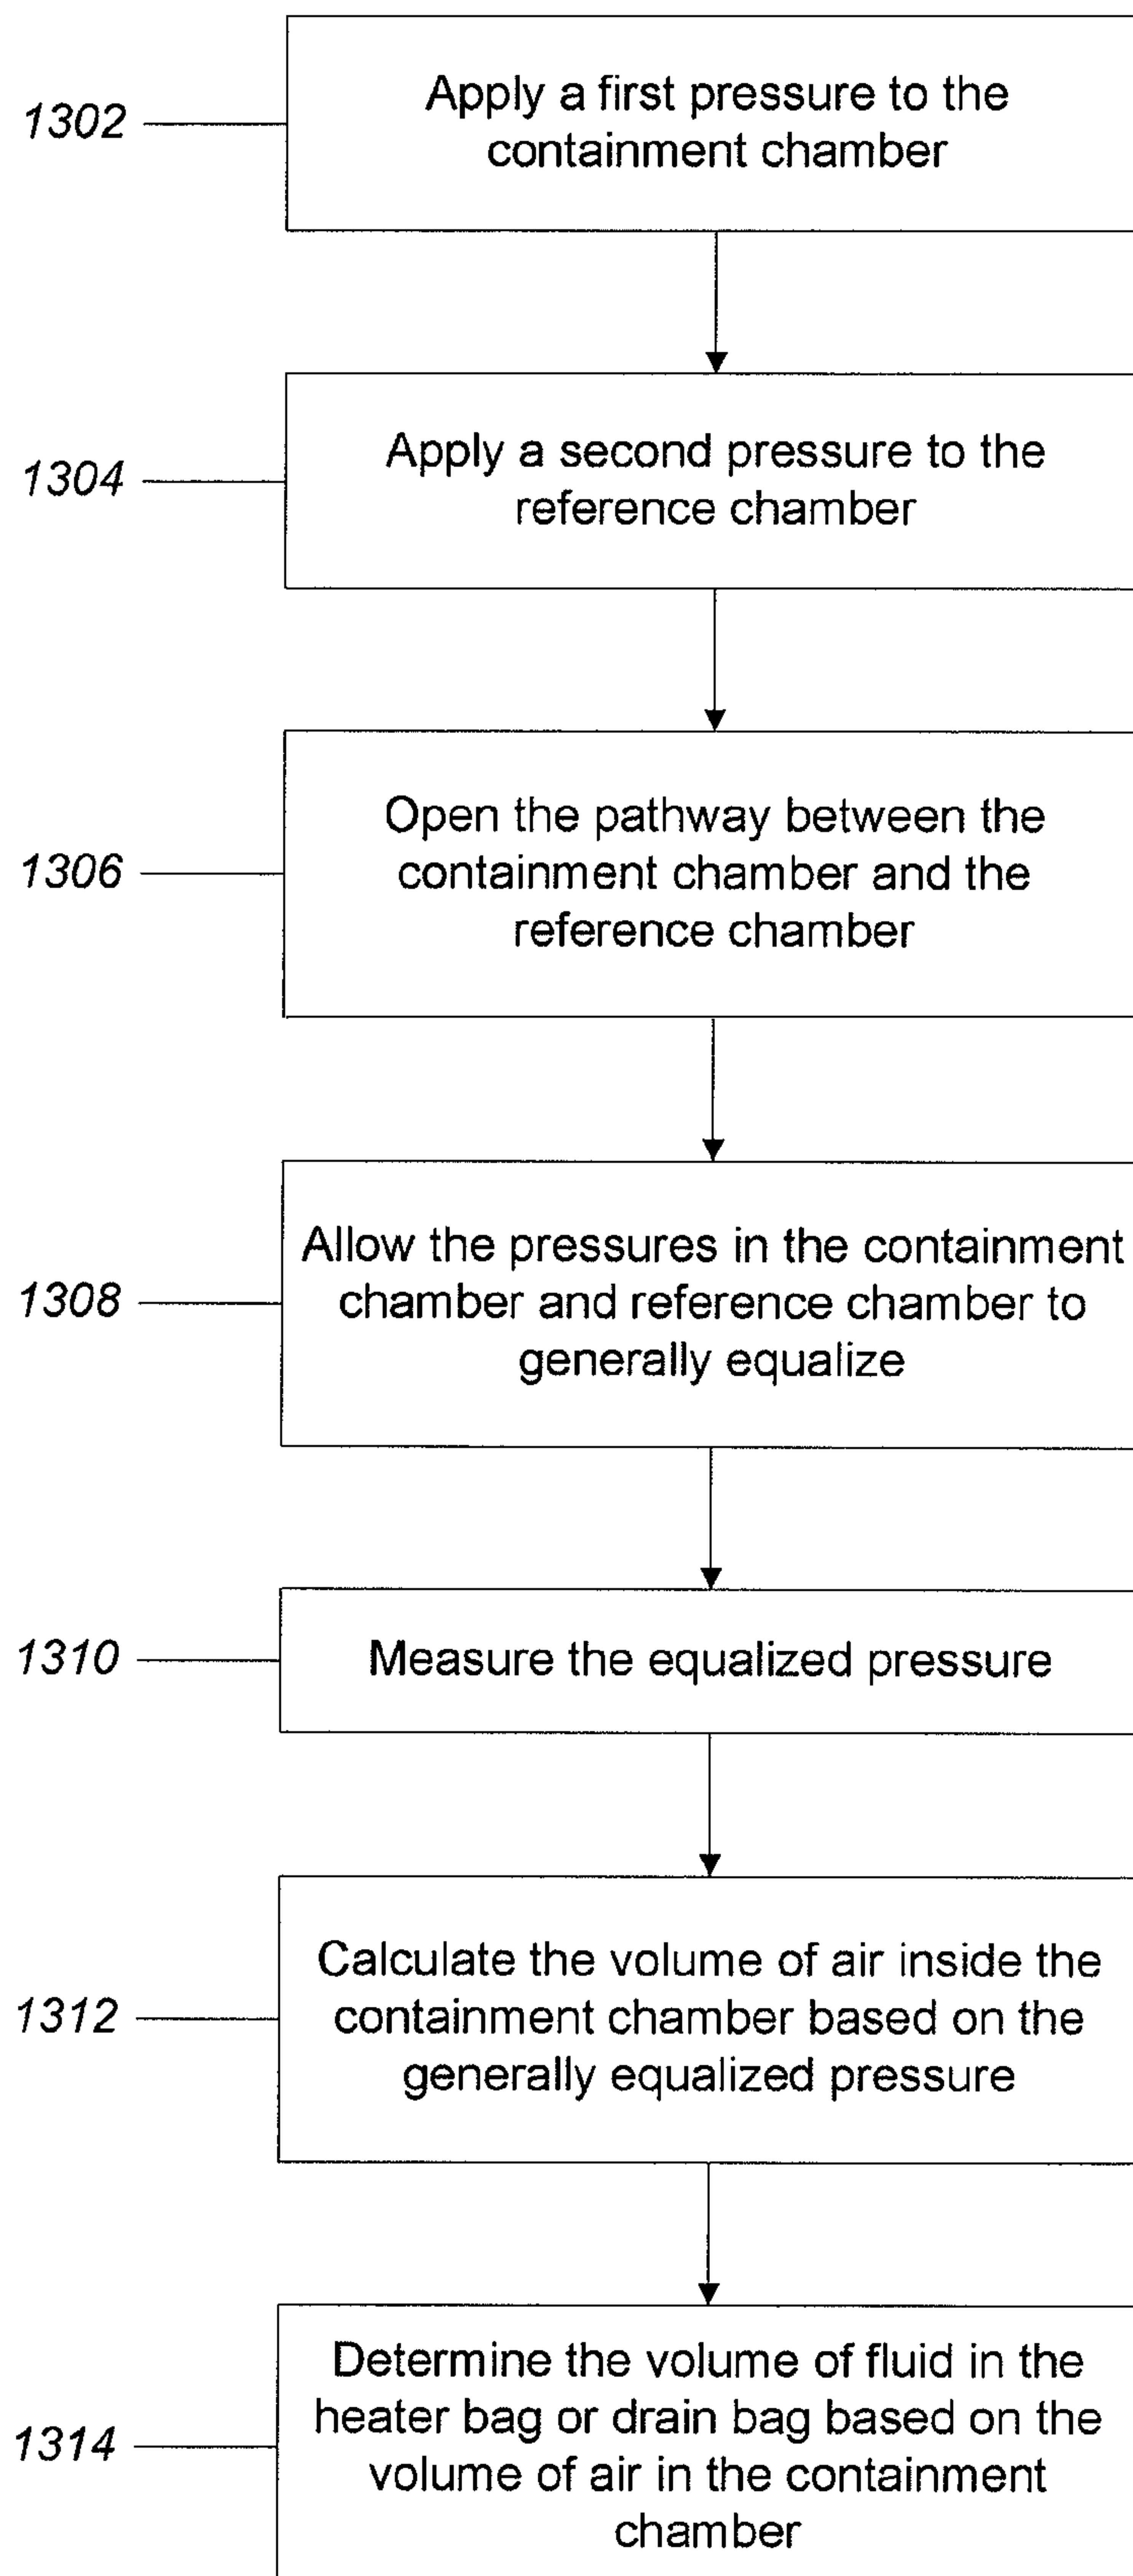 1302
Apply a first pressure to the
containment chamber
1304
Apply a second pressure to the
reference chamber
1306
Open the pathway between the
containment chamber and the
reference chamber
1308
Allow the pressures in the containment
chamber and reference chamber to
generally equalize
1310
Measure the equalized pressure
1312
Calculate the volume of air inside the
containment chamber based on the
generally equalized pressure
1314
Determine the volume of fluid in the
heater bag or drain bag based on the
volume of air in the containment
chamber